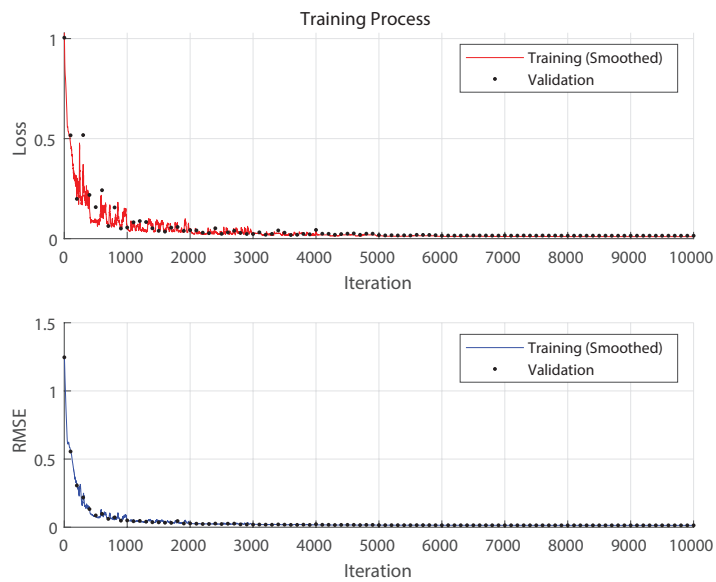 Training Process
1
0.5
0
Loss
Training (Smoothed)
Validation
0 1000 2000 3000 4000 5000 6000 7000 8000 9000 10000
Iteration
1.5
1
0.5
0
RMSE
Training (Smoothed)
Validation
0 1000 2000 3000 4000 5000 6000 7000 8000 9000 10000
Iteration